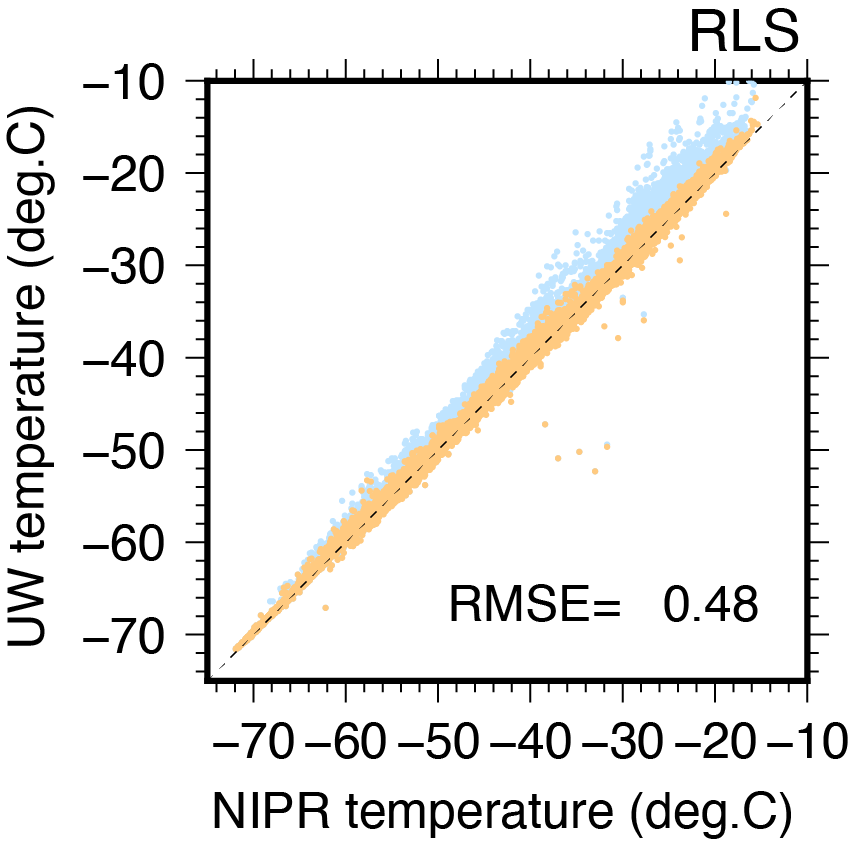 RLS
UW temperature (deg.C)
−10
−20
−30
−40
−50
−60
−70
RMSE= 0.48
−70 −60 −50 −40 −30 −20 −10
NIPR temperature (deg.C)